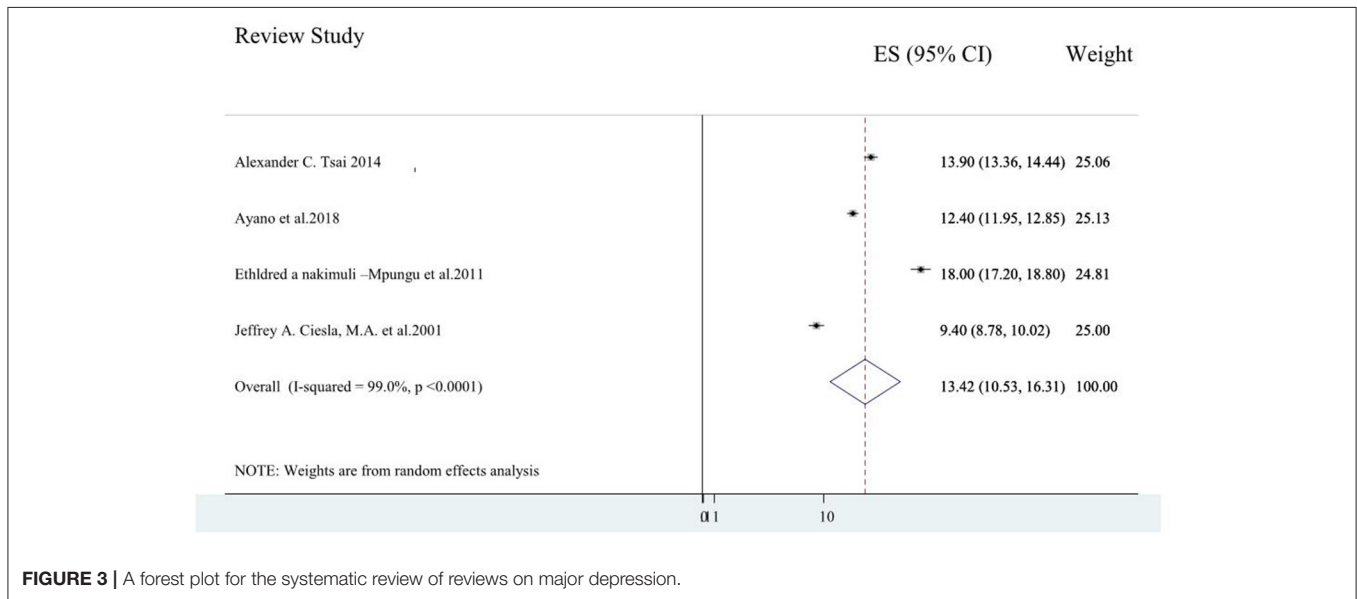 Review Study
ES (95% CI) Weight
Alexander C. Tsai 2014 13.90 (13.36, 14.44) 25.06
Ayano et al.2018 12.40 (11.95, 12.85) 25.13
Ethldred a nakimuli –Mpungu et al.2011 18.00 (17.20, 18.80) 24.81
Jeffrey A. Ciesla, M.A. et al.2001 9.40 (8.78, 10.02) 25.00
Overall (I-squared = 99.0%, p <0.0001) 13.42 (10.53, 16.31) 100.00
NOTE: Weights are from random effects analysis
1 10
FIGURE 3 | A forest plot for the systematic review of reviews on major depression.